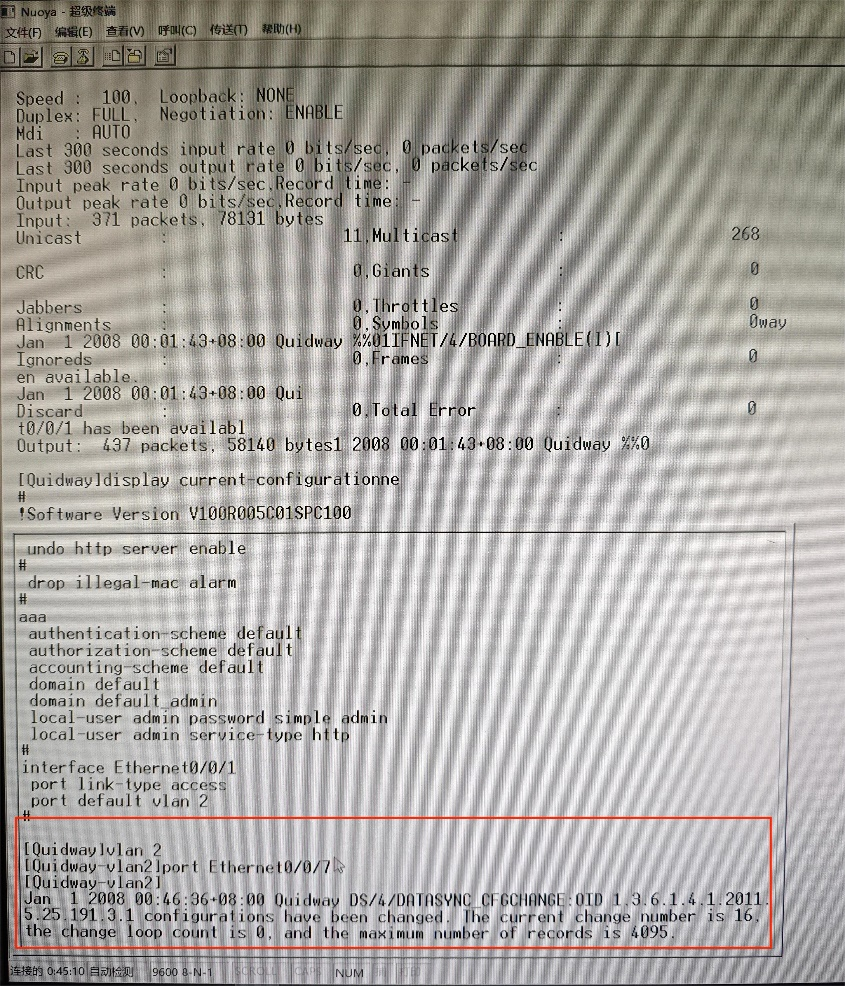 Nuoya - 超级终端
文件(F) 编辑(E) 查看(V) 呼叫(C) 传送(T) 帮助(H)
Speed :  100,  Loopback: NONE
Duplex: FULL,  Negotiation: ENABLE
Mdi   : AUTO
Last 300 seconds input rate 0 bits/sec, 0 packets/sec
Last 300 seconds output rate 0 bits/sec, 0 packets/sec
Input peak rate 0 bits/sec,Record time: -
Output peak rate 0 bits/sec,Record time: -
Input:  371 packets, 78131 bytes
Unicast         :                   11,Multicast           :                   268
CRC             :                    0,Giants              :                     0
Jabbers         :                    0,Throttles           :                     0
Alignments      :                    0,Symbols             :                     0way
Jan  1 2008 00:01:43+08:00 Quidway %%01IFNET/4/BOARD_ENABLE(I)[
Ignoreds        :                    0,Frames              :                     0
en available.
Jan  1 2008 00:01:43+08:00 Qui
Discard         :                    0,Total Error         :                     0
t0/0/1 has been availabl
Output:  437 packets, 58140 bytes1 2008 00:01:43+08:00 Quidway %%0
[Quidway]display current-configurationne
#
!Software Version V100R005C01SPC100
undo http server enable
#
drop illegal-mac alarm
#
aaa
authentication-scheme default
authorization-scheme default
accounting-scheme default
domain default
domain default_admin
local-user admin password simple admin
local-user admin service-type http
#
interface Ethernet0/0/1
port link-type access
port default vlan 2
#
[Quidway]vlan 2
[Quidway-vlan2]port Ethernet0/0/7
[Quidway-vlan2]
Jan  1 2008 00:46:36+08:00 Quidway DS/4/DATASYNC_CFGCHANGE:OID 1.3.6.1.4.1.2011.
5.25.191.3.1 configurations have been changed. The current change number is 16,
the change loop count is 0, and the maximum number of records is 4095.
连接的 0:45:10 自动检测 9600 8-N-1 SCROLL CAPS NUM